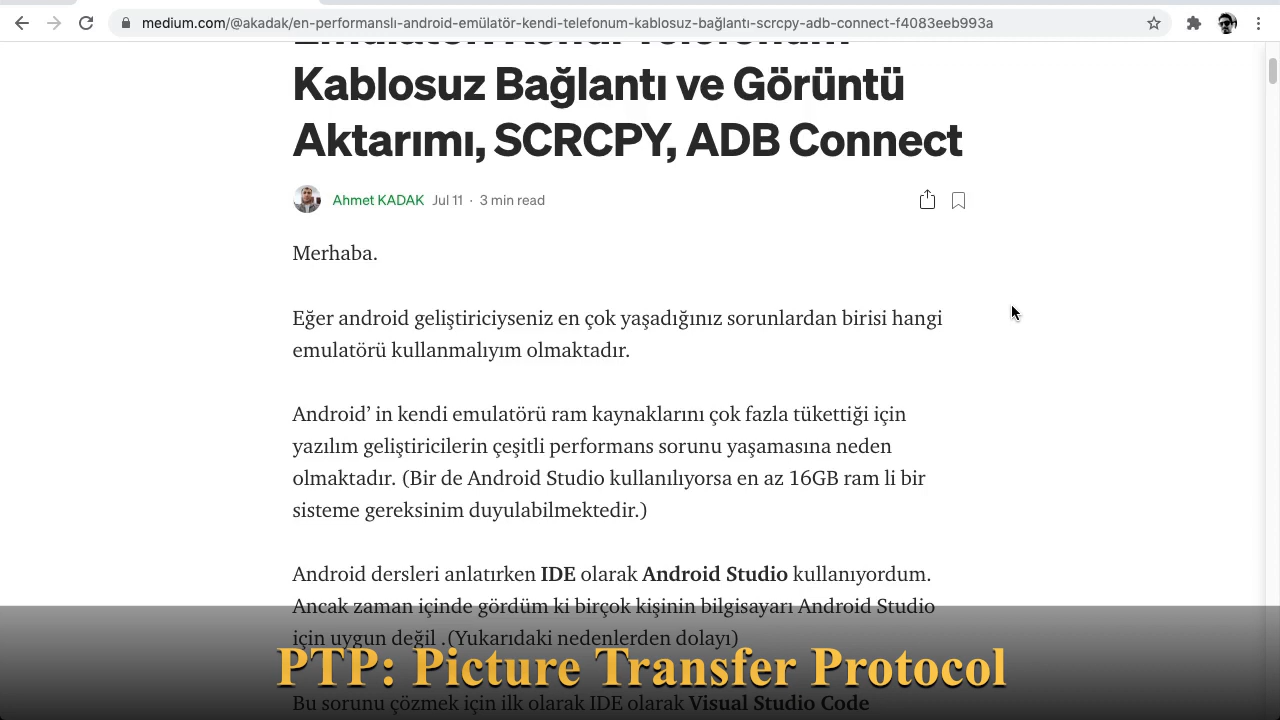 medium.com/@akadak/en-performanslı-android-emülatör-kendi-telefonum-kablosuz-bağlantı-scrcpy-adb-connect-f4083eeb993a
Emülatörü Kendi Telefonum
Kablosuz Bağlantı ve Görüntü
Aktarımı, SCRCPY, ADB Connect
Ahmet KADAK Jul 11 · 3 min read
Merhaba.
Eğer android geliştiriciyseniz en çok yaşadığınız sorunlardan birisi hangi
emulatörü kullanmalıyım olmaktadır.
Android’ in kendi emulatörü ram kaynaklarını çok fazla tükettiği için
yazılım geliştiricilerin çeşitli performans sorunu yaşamasına neden
olmaktadır. (Bir de Android Studio kullanılıyorsa en az 16GB ram li bir
sisteme gereksinim duyulabilmektedir.)
Android dersleri anlatırken IDE olarak Android Studio kullanıyordum.
Ancak zaman içinde gördüm ki birçok kişinin bilgisayarı Android Studio
için uygun değil .(Yukarıdaki nedenlerden dolayı)
PTP: Picture Transfer Protocol
Bu sorunu çözmek için ilk olarak IDE olarak Visual Studio Code